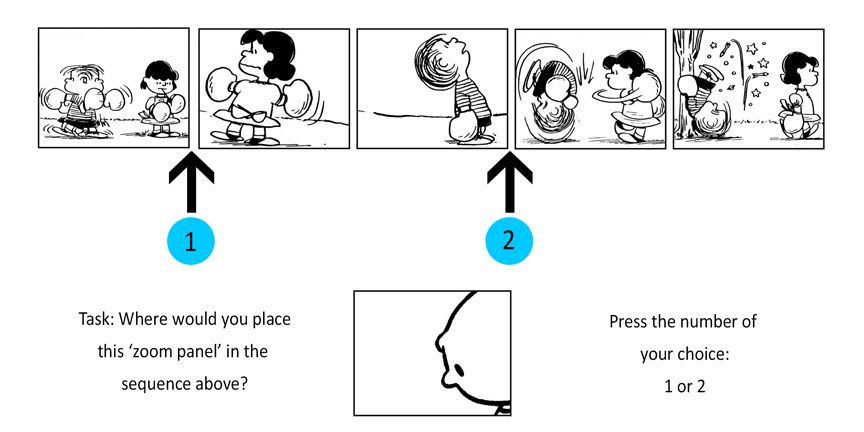 1
2
Task: Where would you place
this ‘zoom panel’ in the
sequence above?
Press the number of
your choice:
1 or 2